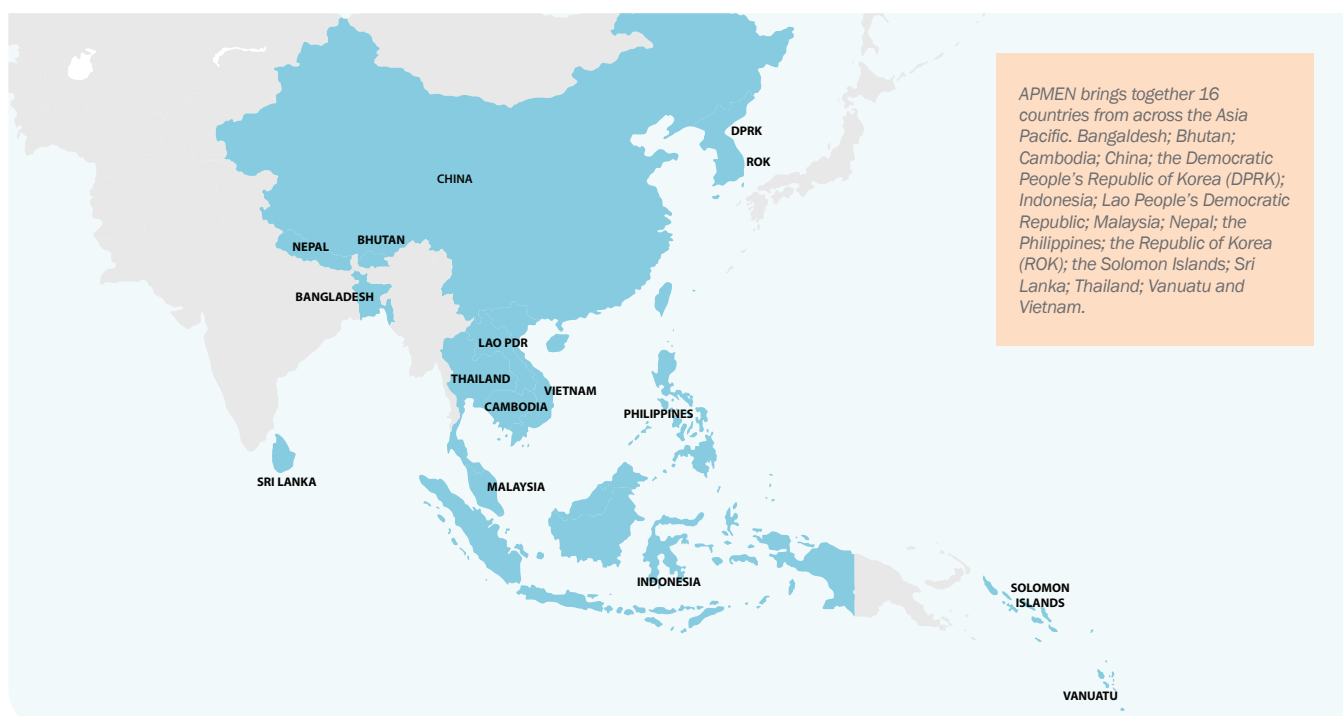 DPRK
ROK
CHINA
BHUTAN
NEPAL
BANGLADESH
LAO PDR
THAILAND
VIETNAM
CAMBODIA
PHILIPPINES
SRI LANKA
MALAYSIA
INDONESIA
SOLOMON
ISLANDS
VANUATU
APMEN brings together 16
countries from across the Asia
Pacific. Bangaldesh; Bhutan;
Cambodia; China; the Democratic
People's Republic of Korea (DPRK);
Indonesia; Lao People's Democratic
Republic; Malaysia; Nepal; the
Philippines; the Republic of Korea
(ROK); the Solomon Islands; Sri
Lanka; Thailand; Vanuatu and
Vietnam.